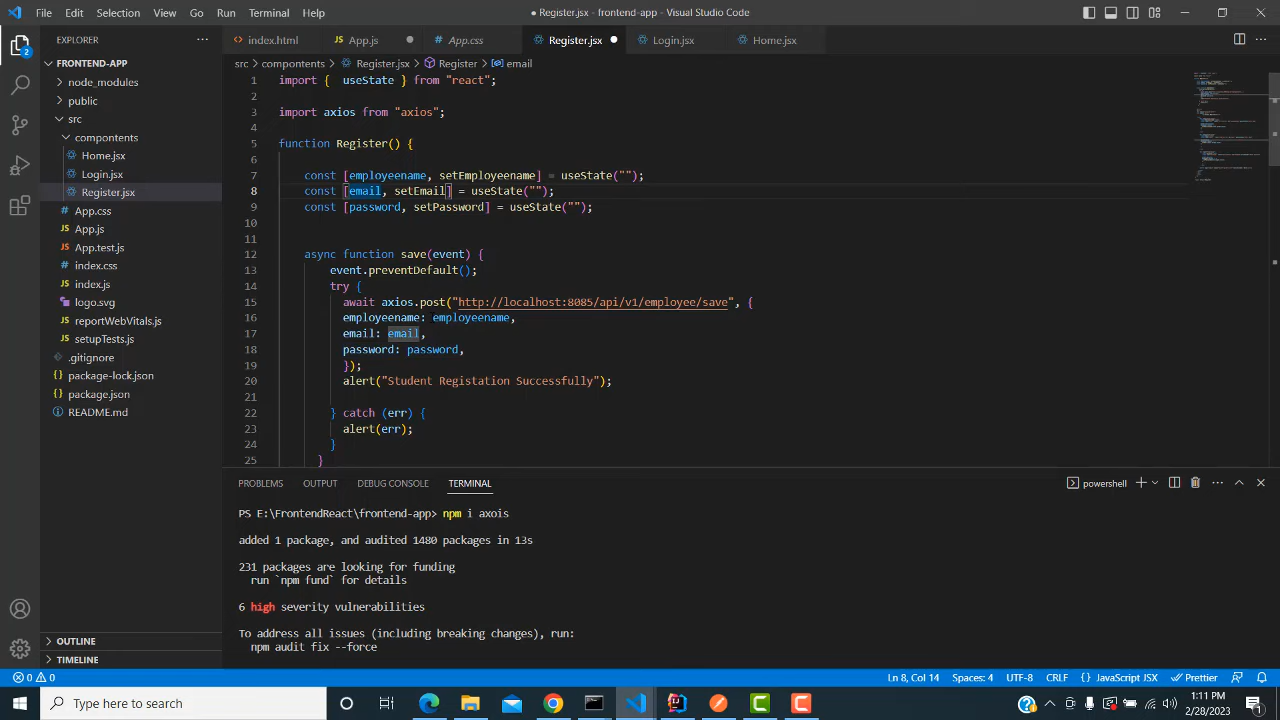 File Edit Selection View Go Run Terminal Help
● Register.jsx - frontend-app - Visual Studio Code
EXPLORER ···
index.html App.js ● App.css Register.jsx ● Login.jsx Home.jsx
FRONTEND-APP
node_modules
public
src
compontents
Home.jsx
Login.jsx
Register.jsx
App.css
App.js
App.test.js
index.css
index.js
logo.svg
reportWebVitals.js
setupTests.js
.gitignore
package-lock.json
package.json
README.md
OUTLINE
TIMELINE
2
src > compontents > Register.jsx > Register > email
1 import { useState } from "react";
2
3 import axios from "axios";
4
5 function Register() {
6
7 const [employeename, setEmployeename] = useState("");
8 const [email, setEmail] = useState("");
9 const [password, setPassword] = useState("");
10
11
12 async function save(event) {
13 event.preventDefault();
14 try {
15 await axios.post("http://localhost:8085/api/v1/employee/save", {
16 employeename: employeename,
17 email: email,
18 password: password,
19 });
20 alert("Student Registation Successfully");
21
22 } catch (err) {
23 alert(err);
24 }
25 }
PROBLEMS OUTPUT DEBUG CONSOLE TERMINAL
powershell
PS E:\FrontendReact\frontend-app> npm i axois
added 1 package, and audited 1480 packages in 13s
231 packages are looking for funding
run `npm fund` for details
6 high severity vulnerabilities
To address all issues (including breaking changes), run:
npm audit fix --force
0 0
Ln 8, Col 14 Spaces: 4 UTF-8 CRLF {} JavaScript JSX Prettier
Type here to search
1:11 PM
2/28/2023